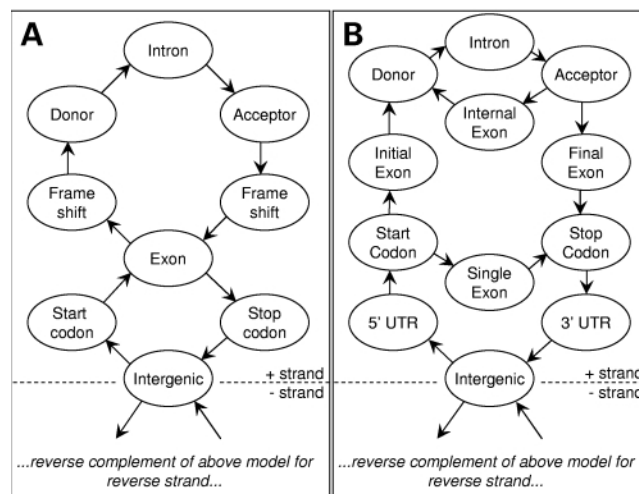 A
Intron
Donor
Acceptor
Frame
shift
Frame
shift
Exon
Start
codon
Stop
codon
Intergenic
+ strand
- strand
...reverse complement of above model for
reverse strand...
B
Intron
Donor
Acceptor
Internal
Exon
Initial
Exon
Final
Exon
Start
Codon
Stop
Codon
Single
Exon
5' UTR
3' UTR
Intergenic
+ strand
- strand
...reverse complement of above model for
reverse strand...